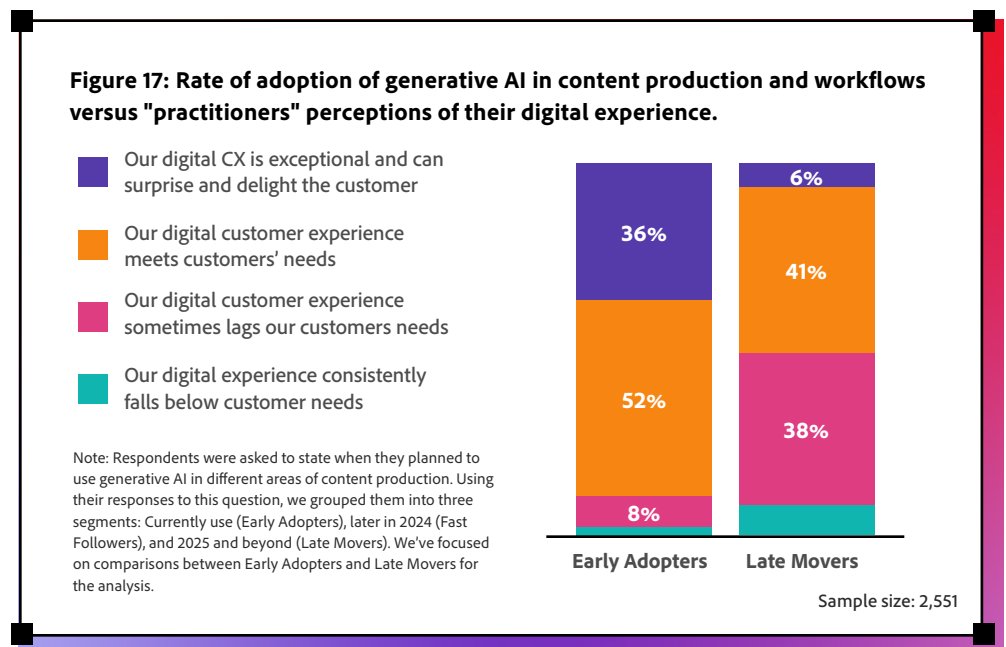 Figure 17: Rate of adoption of generative AI in content production and workflows
versus "practitioners" perceptions of their digital experience.
Our digital CX is exceptional and can
surprise and delight the customer
Our digital customer experience
meets customers’ needs
Our digital customer experience
sometimes lags our customers needs
Our digital experience consistently
falls below customer needs
Note: Respondents were asked to state when they planned to
use generative AI in different areas of content production. Using
their responses to this question, we grouped them into three
segments: Currently use (Early Adopters), later in 2024 (Fast
Followers), and 2025 and beyond (Late Movers). We’ve focused
on comparisons between Early Adopters and Late Movers for
the analysis.
36%
52%
8%
Early Adopters
6%
41%
38%
Late Movers
Sample size: 2,551